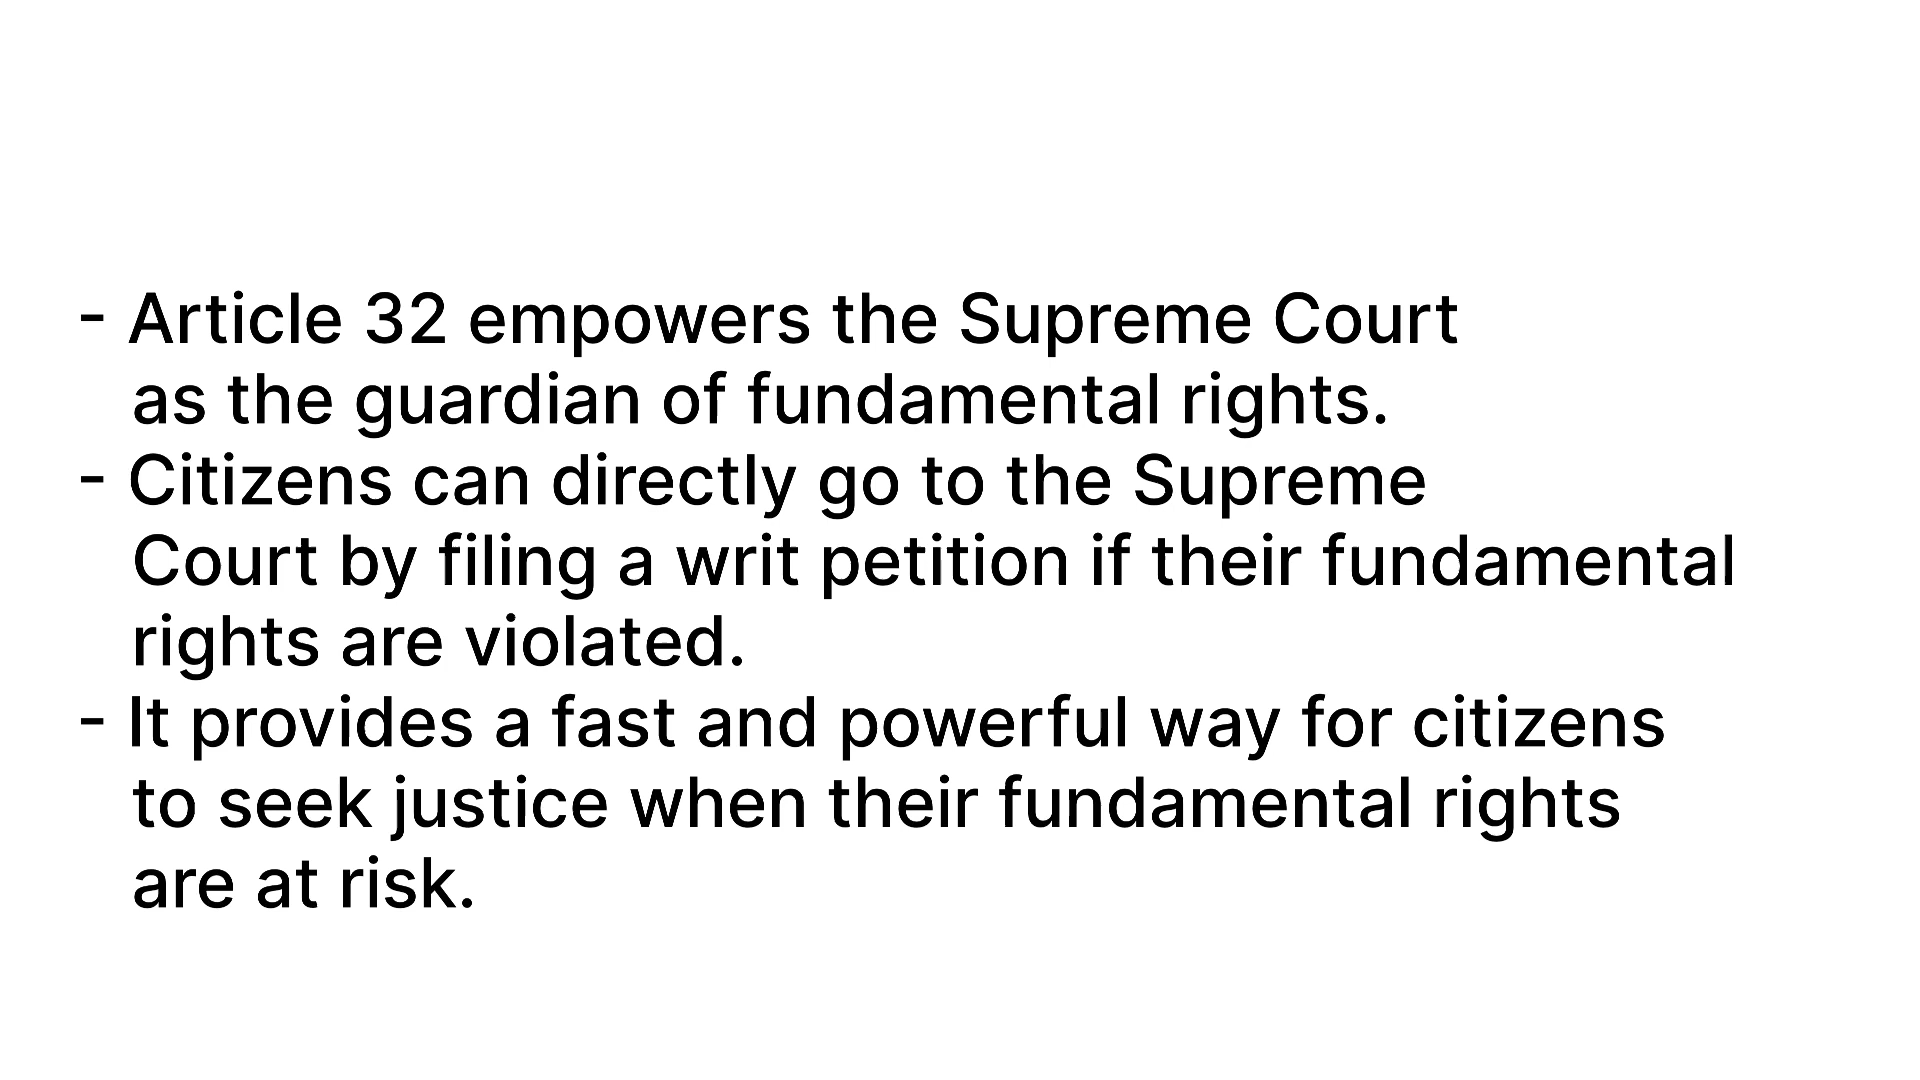 - Article 32 empowers the Supreme Court
as the guardian of fundamental rights.
- Citizens can directly go to the Supreme
Court by filing a writ petition if their fundamental
rights are violated.
- It provides a fast and powerful way for citizens
to seek justice when their fundamental rights
are at risk.